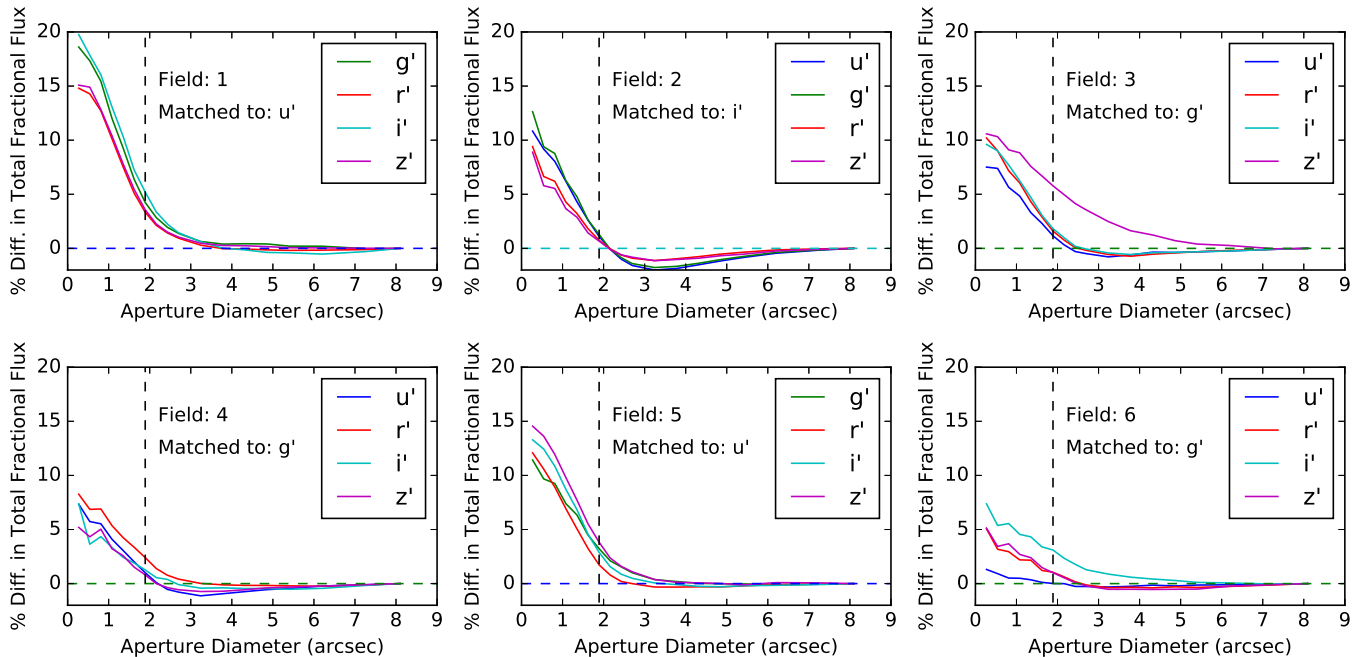 % Diff. in Total Fractional Flux
20
15
10
5
0
Field: 1
Matched to: u'
g'
r'
i'
z'
0 1 2 3 4 5 6 7 8 9
Aperture Diameter (arcsec)
% Diff. in Total Fractional Flux
20
15
10
5
0
Field: 2
Matched to: i'
u'
g'
r'
z'
0 1 2 3 4 5 6 7 8 9
Aperture Diameter (arcsec)
% Diff. in Total Fractional Flux
20
15
10
5
0
Field: 3
Matched to: g'
u'
r'
i'
z'
0 1 2 3 4 5 6 7 8 9
Aperture Diameter (arcsec)
% Diff. in Total Fractional Flux
20
15
10
5
0
Field: 4
Matched to: g'
u'
r'
i'
z'
0 1 2 3 4 5 6 7 8 9
Aperture Diameter (arcsec)
% Diff. in Total Fractional Flux
20
15
10
5
0
Field: 5
Matched to: u'
g'
r'
i'
z'
0 1 2 3 4 5 6 7 8 9
Aperture Diameter (arcsec)
% Diff. in Total Fractional Flux
20
15
10
5
0
Field: 6
Matched to: g'
u'
r'
i'
z'
0 1 2 3 4 5 6 7 8 9
Aperture Diameter (arcsec)